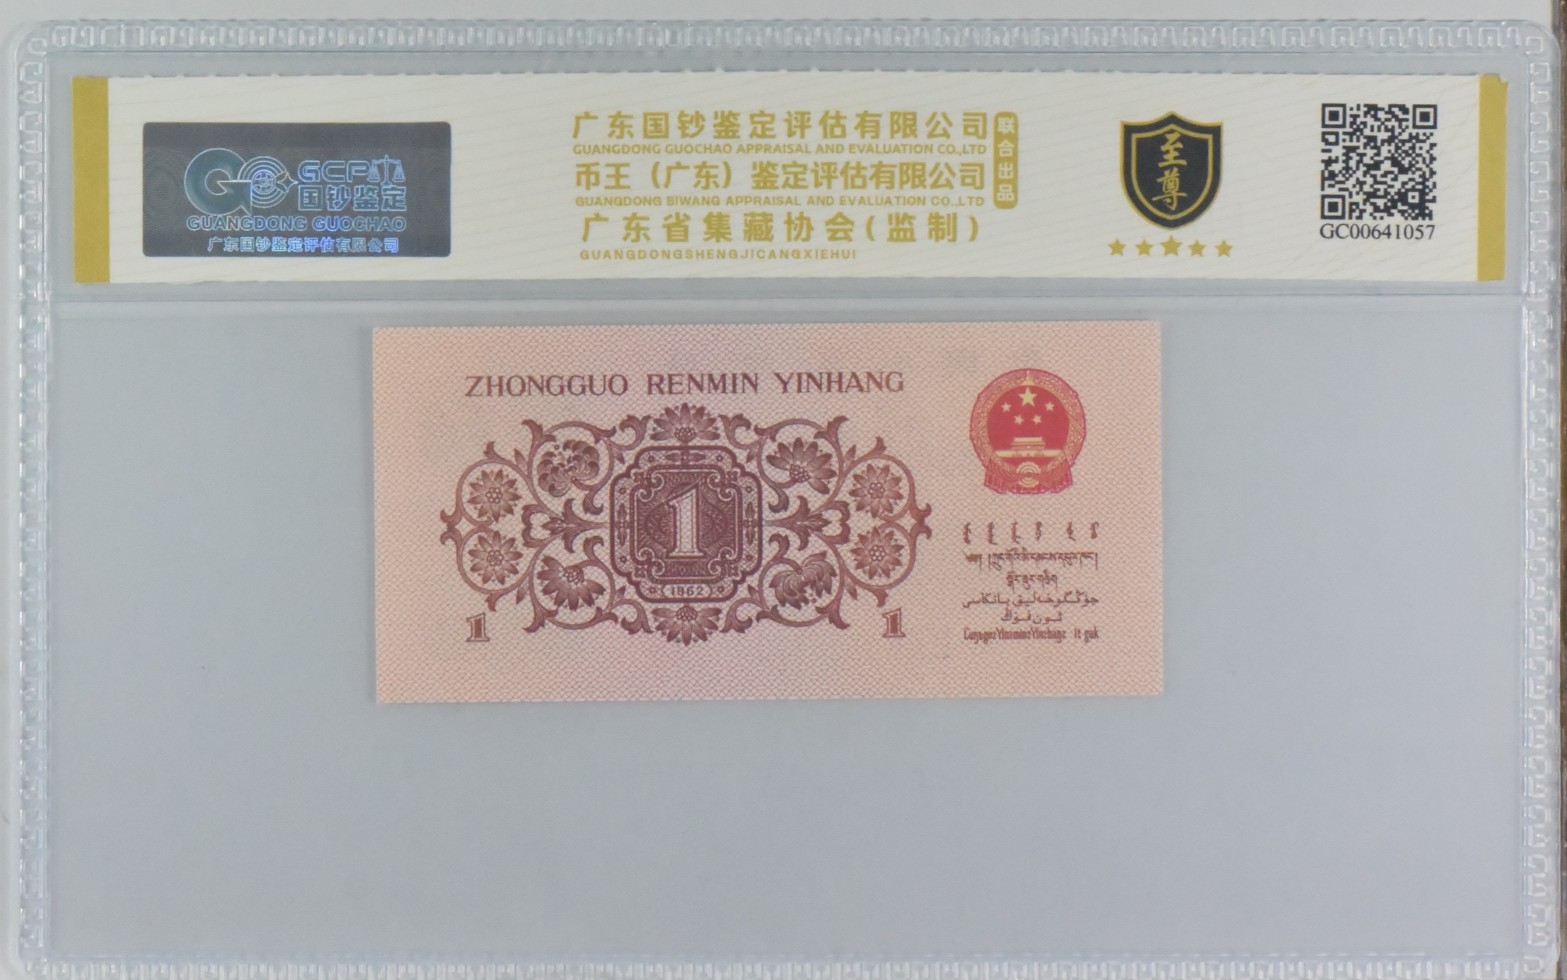 GCP
国钞鉴定
GUANGDONG GUOCHAO
广东国钞鉴定评估有限公司
广东国钞鉴定评估有限公司
GUANGDONG GUOCHAO APPRAISAL AND EVALUATION CO.,LTD
币王（广东）鉴定评估有限公司
GUANGDONG BIWANG APPRAISAL AND EVALUATION CO.,LTD
广东省集藏协会(监制)
GUANGDONGSHENGJICANGXIEHUI
联合出品
至尊
GC00641057
ZHONGGUO RENMIN YINHANG
1
(1962)
1
1